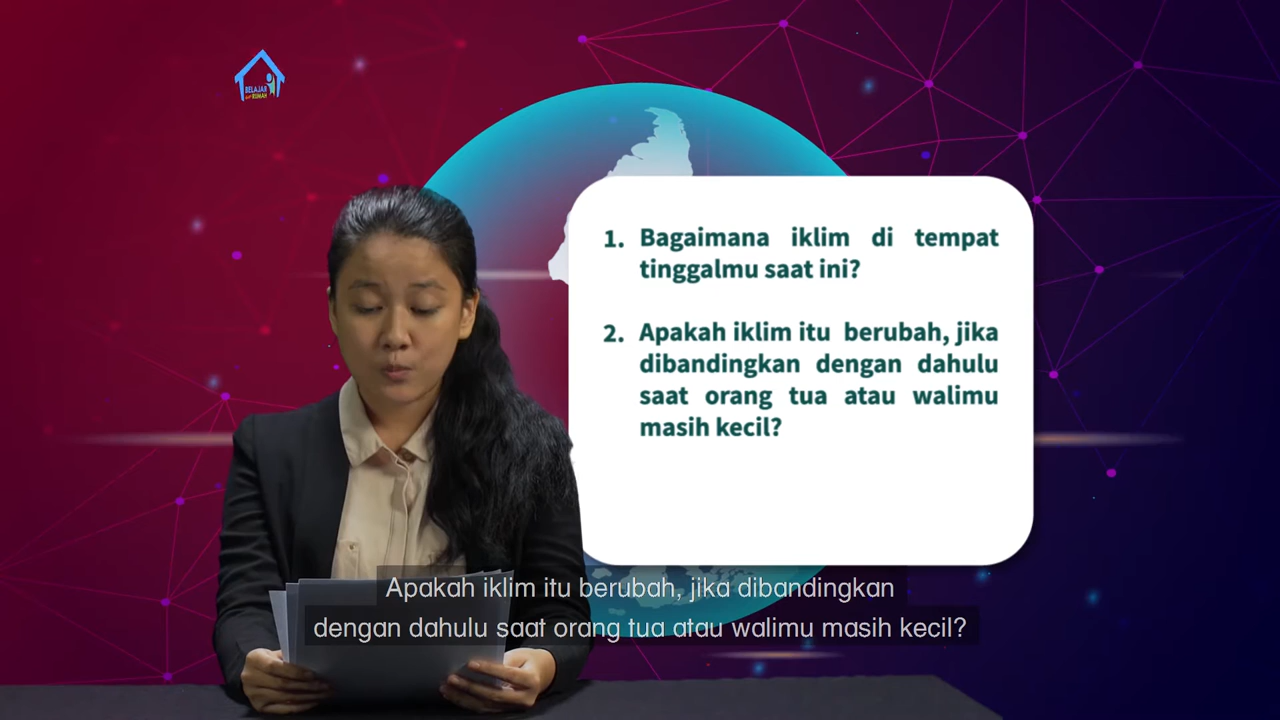 BELAJAR
RUMAH
1. Bagaimana iklim di tempat
tinggalmu saat ini?
2. Apakah iklim itu berubah, jika
dibandingkan dengan dahulu
saat orang tua atau walimu
masih kecil?
Apakah iklim itu berubah, jika dibandingkan
dengan dahulu saat orang tua atau walimu masih kecil?